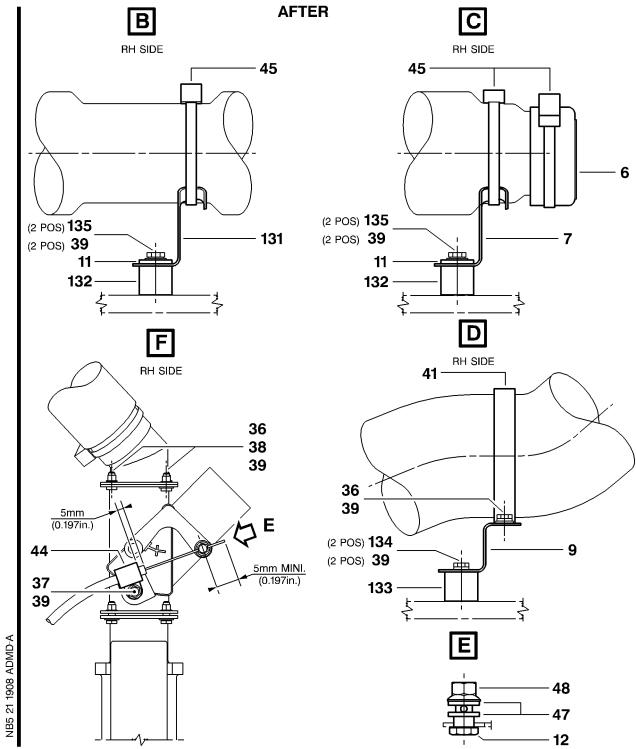 AFTER
B
RH SIDE
45
(2 POS) 135
(2 POS) 39
131
11
132
C
RH SIDE
45
6
(2 POS) 135
(2 POS) 39
7
11
132
F
RH SIDE
36
38
39
5mm
(0.197in.)
E
44
5mm MINI.
(0.197in.)
37
39
D
RH SIDE
41
36
39
(2 POS) 134
(2 POS) 39
9
133
E
48
47
12
NB5 21 1908 ADMD-A